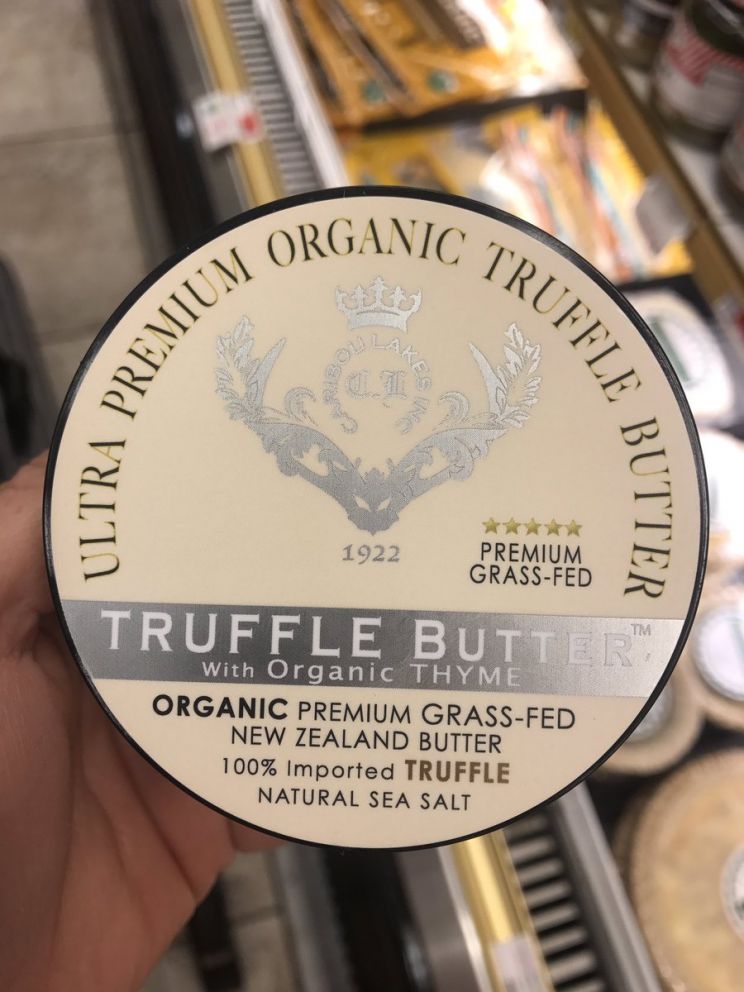 ULTRA PREMIUM ORGANIC TRUFFLE BUTTER
CARIBOU LAKES INC
C.L
1922
PREMIUM
GRASS-FED
TRUFFLE BUTTER™
With Organic THYME
ORGANIC PREMIUM GRASS-FED
NEW ZEALAND BUTTER
100% Imported TRUFFLE
NATURAL SEA SALT